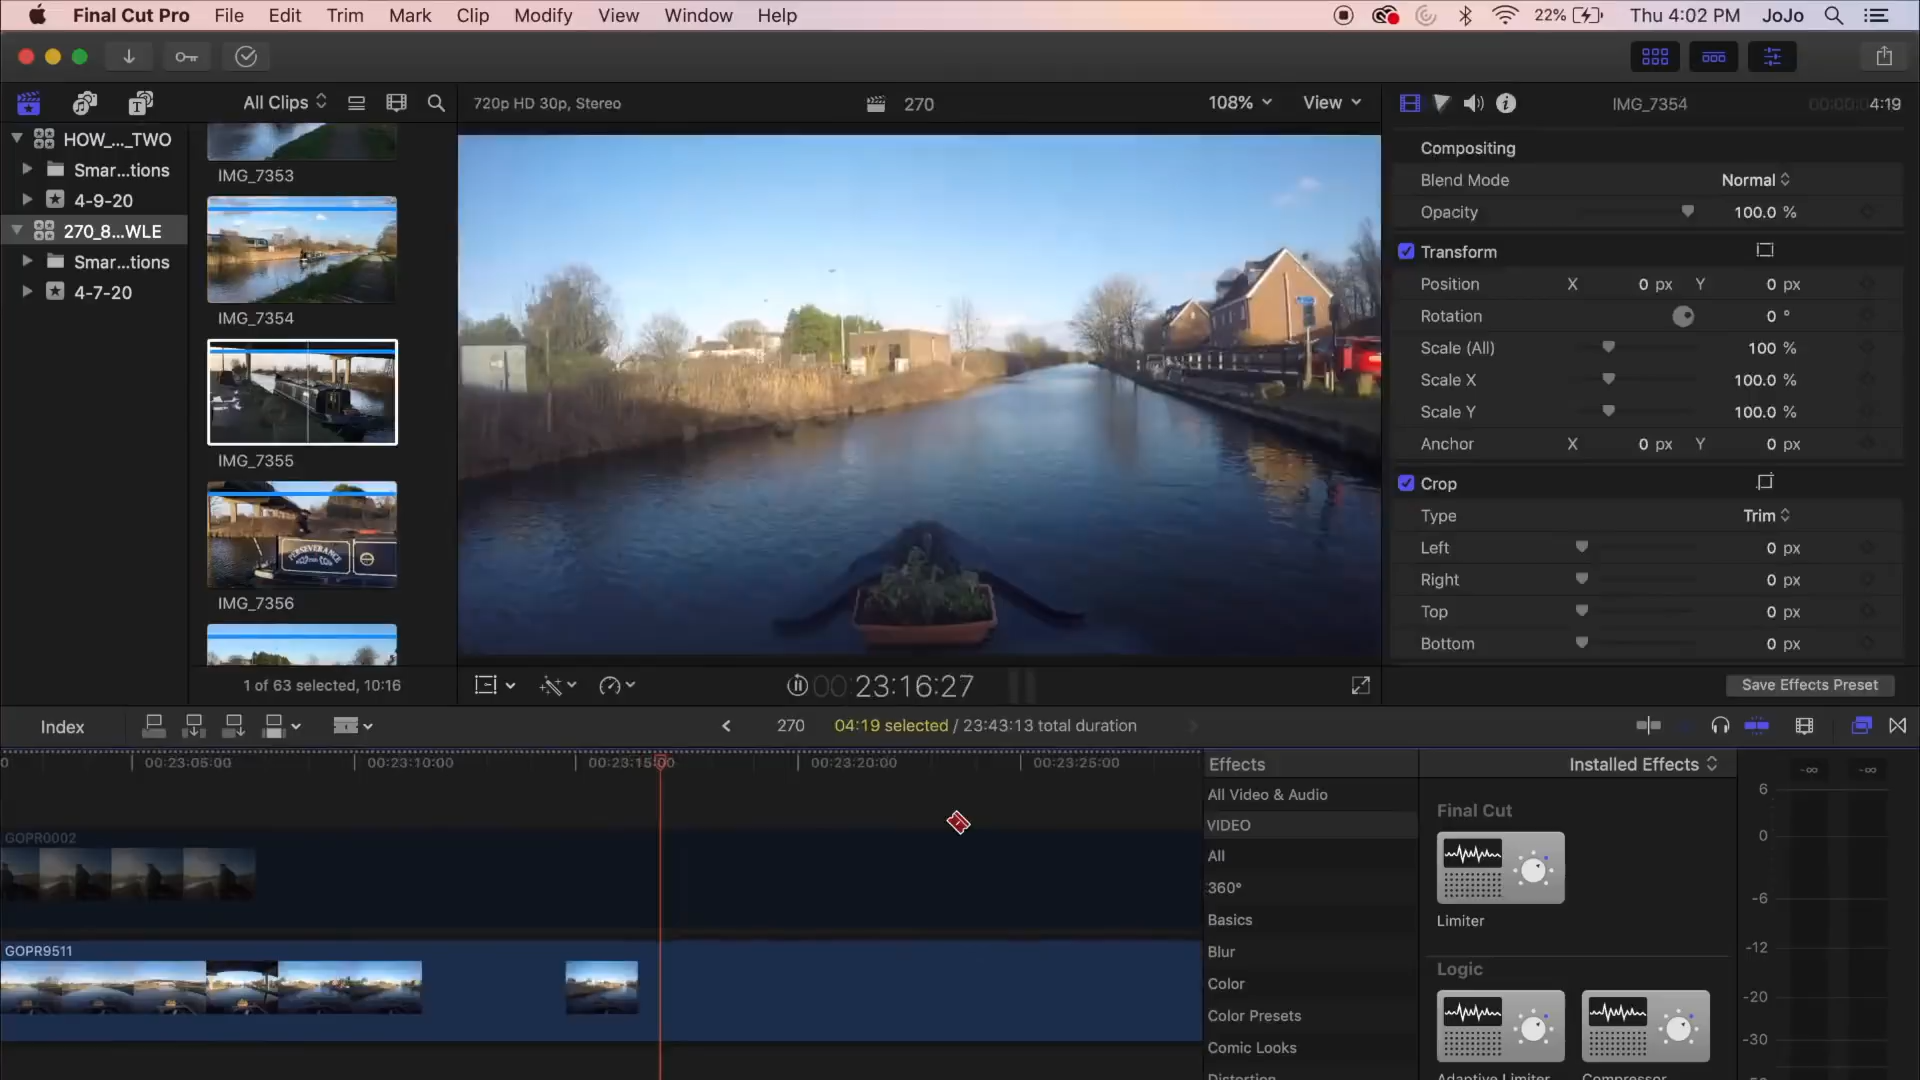 Final Cut Pro File Edit Trim Mark Clip Modify View Window Help 22% Thu 4:02 PM JoJo
All Clips 720p HD 30p, Stereo 270 108% View IMG_7354 4:19
HOW_..._TWO
Smar...tions
4-9-20
270_8...WLE
Smar...tions
4-7-20
IMG_7353
IMG_7354
IMG_7355
PERSEVERANCE
IMG_7356
1 of 63 selected, 10:16
23:16:27
Compositing
Blend Mode Normal
Opacity 100.0 %
Transform
Position X 0 px Y 0 px
Rotation 0 °
Scale (All) 100 %
Scale X 100.0 %
Scale Y 100.0 %
Anchor X 0 px Y 0 px
Crop
Type Trim
Left 0 px
Right 0 px
Top 0 px
Bottom 0 px
Save Effects Preset
Index 270 04:19 selected / 23:43:13 total duration
00:23:05:00 00:23:10:00 00:23:15:00 00:23:20:00 00:23:25:00
GOPR0002
GOPR9511
Effects Installed Effects
All Video & Audio
VIDEO
All
360°
Basics
Blur
Color
Color Presets
Comic Looks
Distortion
Final Cut
Limiter
Logic
Adaptive Limiter Compressor
-∞ -∞
6
0
-6
-12
-20
-30